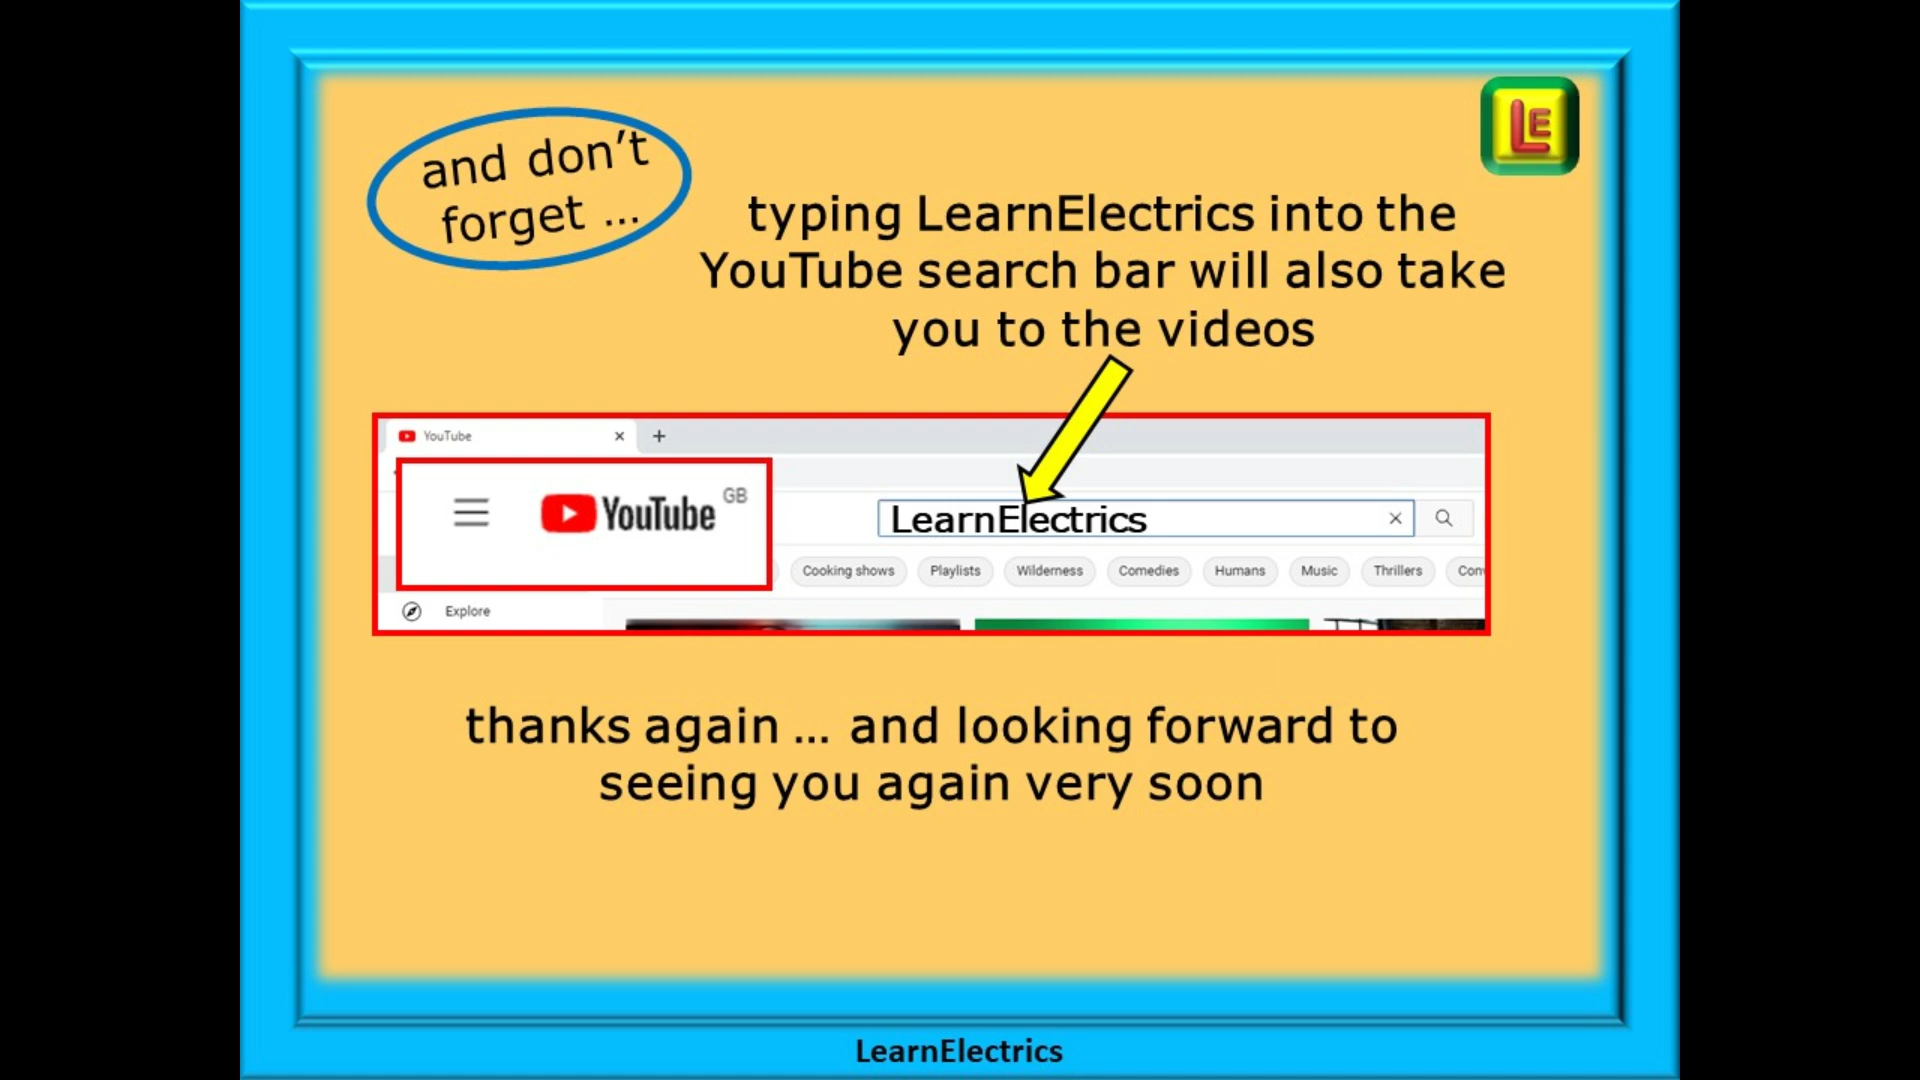 and don't
forget ...
LE
typing LearnElectrics into the
YouTube search bar will also take
you to the videos
YouTube
YouTube GB
LearnElectrics
Cooking shows Playlists Wilderness Comedies Humans Music Thrillers
Explore
thanks again ... and looking forward to
seeing you again very soon
LearnElectrics